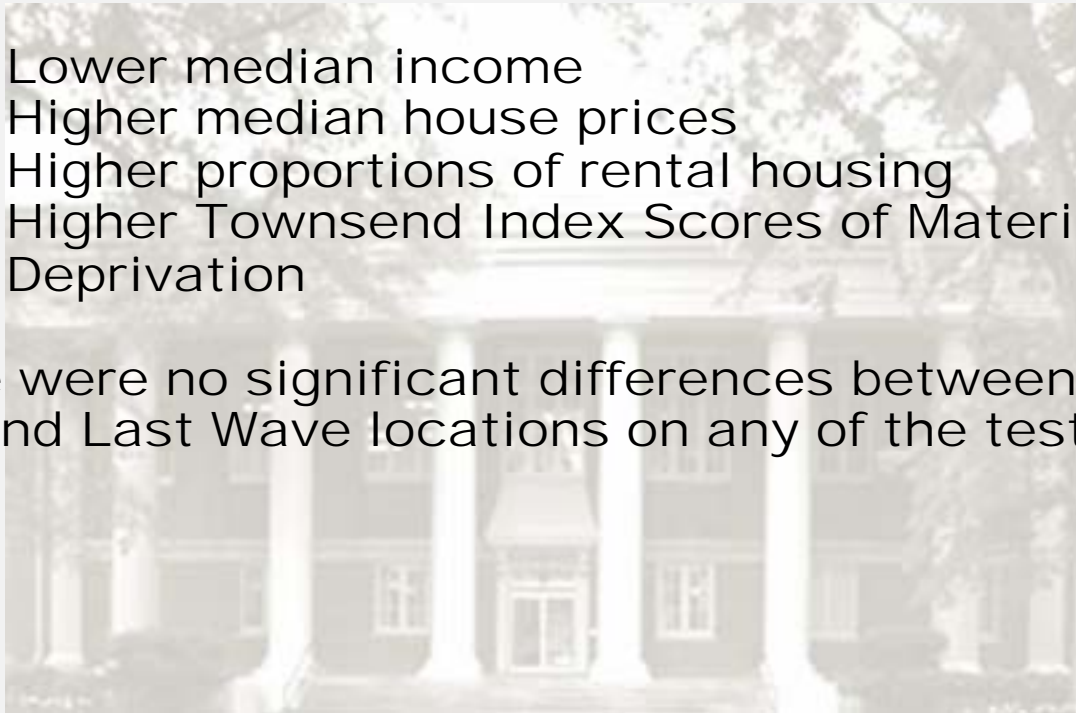 Lower median income
Higher median house prices
Higher proportions of rental housing
Higher Townsend Index Scores of Materi
Deprivation
were no significant differences between
nd Last Wave locations on any of the test